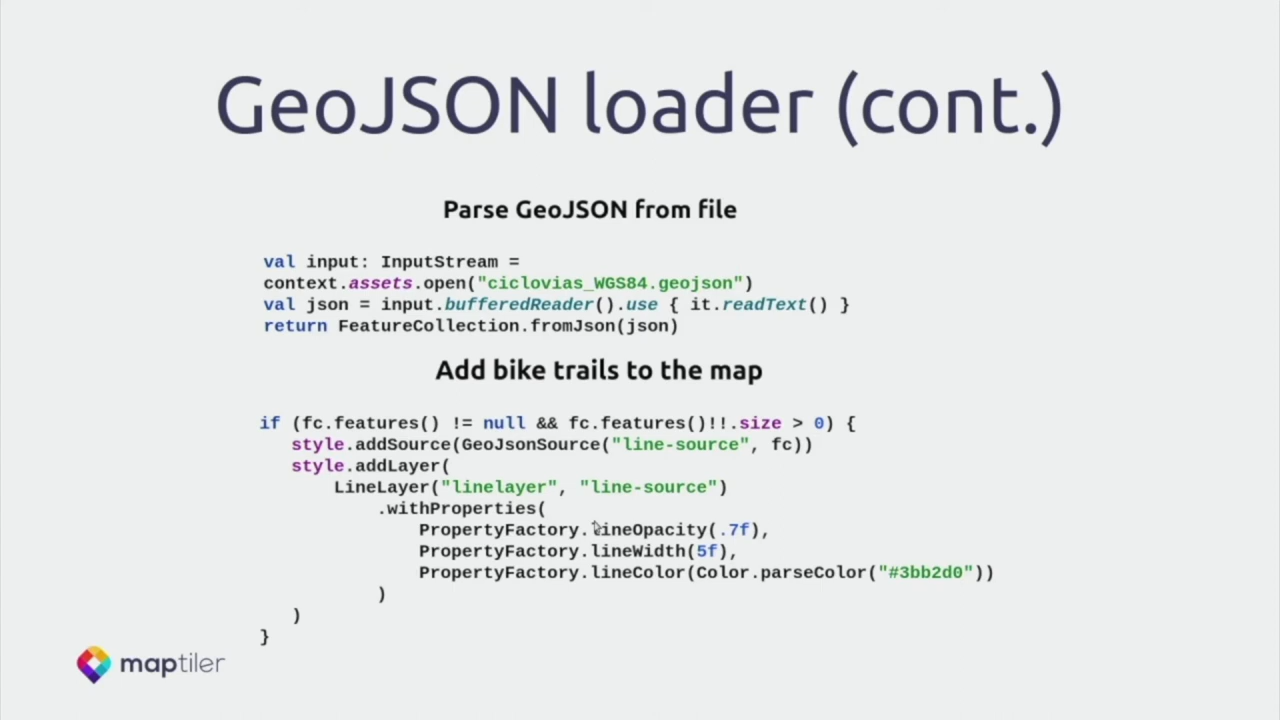 GeoJSON loader (cont.)
Parse GeoJSON from file
val input: InputStream =
context.assets.open("ciclovias_WGS84.geojson")
val json = input.bufferedReader().use { it.readText() }
return FeatureCollection.fromJson(json)
Add bike trails to the map
if (fc.features() != null && fc.features()!!.size > 0) {
style.addSource(GeoJsonSource("line-source", fc))
style.addLayer(
LineLayer("linelayer", "line-source")
.withProperties(
PropertyFactory.lineOpacity(.7f),
PropertyFactory.lineWidth(5f),
PropertyFactory.lineColor(Color.parseColor("#3bb2d0"))
)
)
}
maptiler